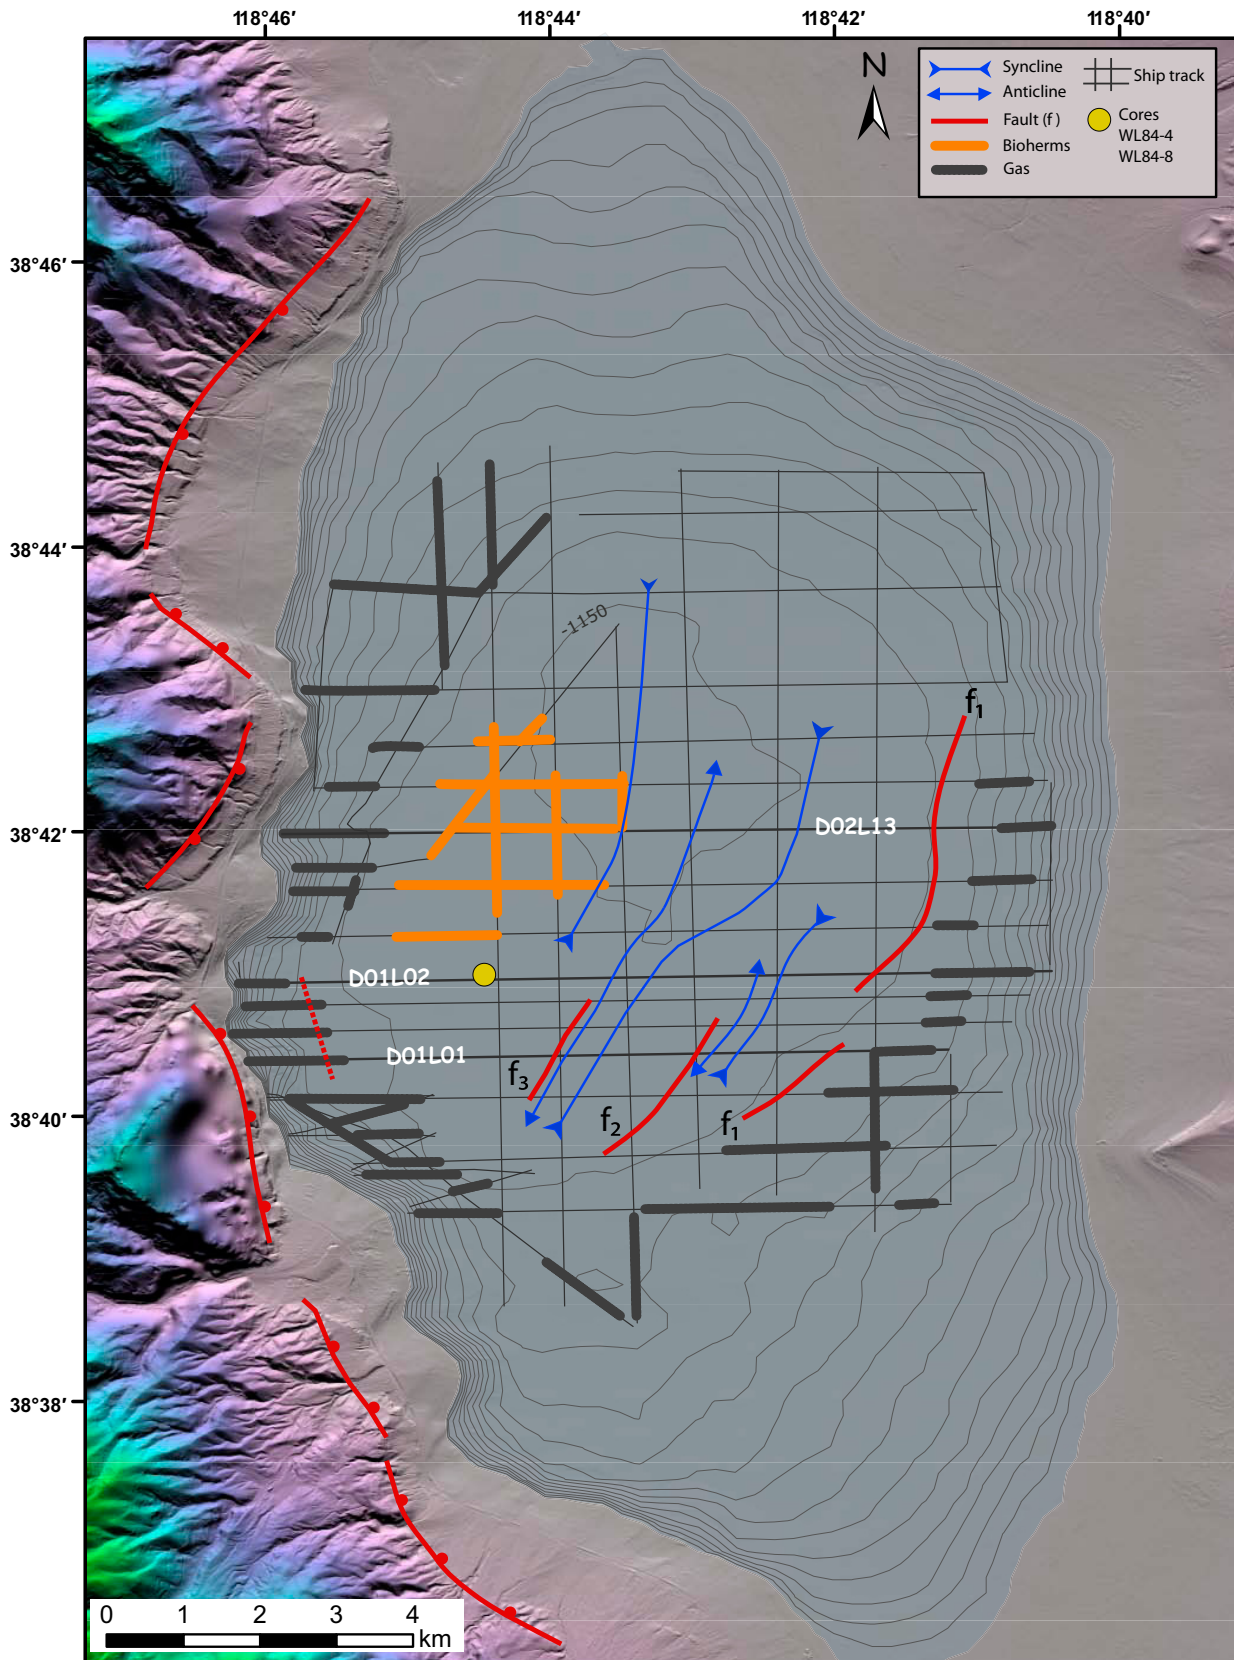 118°46′ 118°44′ 118°42′ 118°40′
N
Syncline
Anticline
Fault (f )
Bioherms
Gas
Ship track
Cores
WL84-4
WL84-8
38°46′
38°44′
-1150
f1
38°42′
D02L13
D01L02
D01L01
f3
38°40′
f2
f1
38°38′
0 1 2 3 4
km